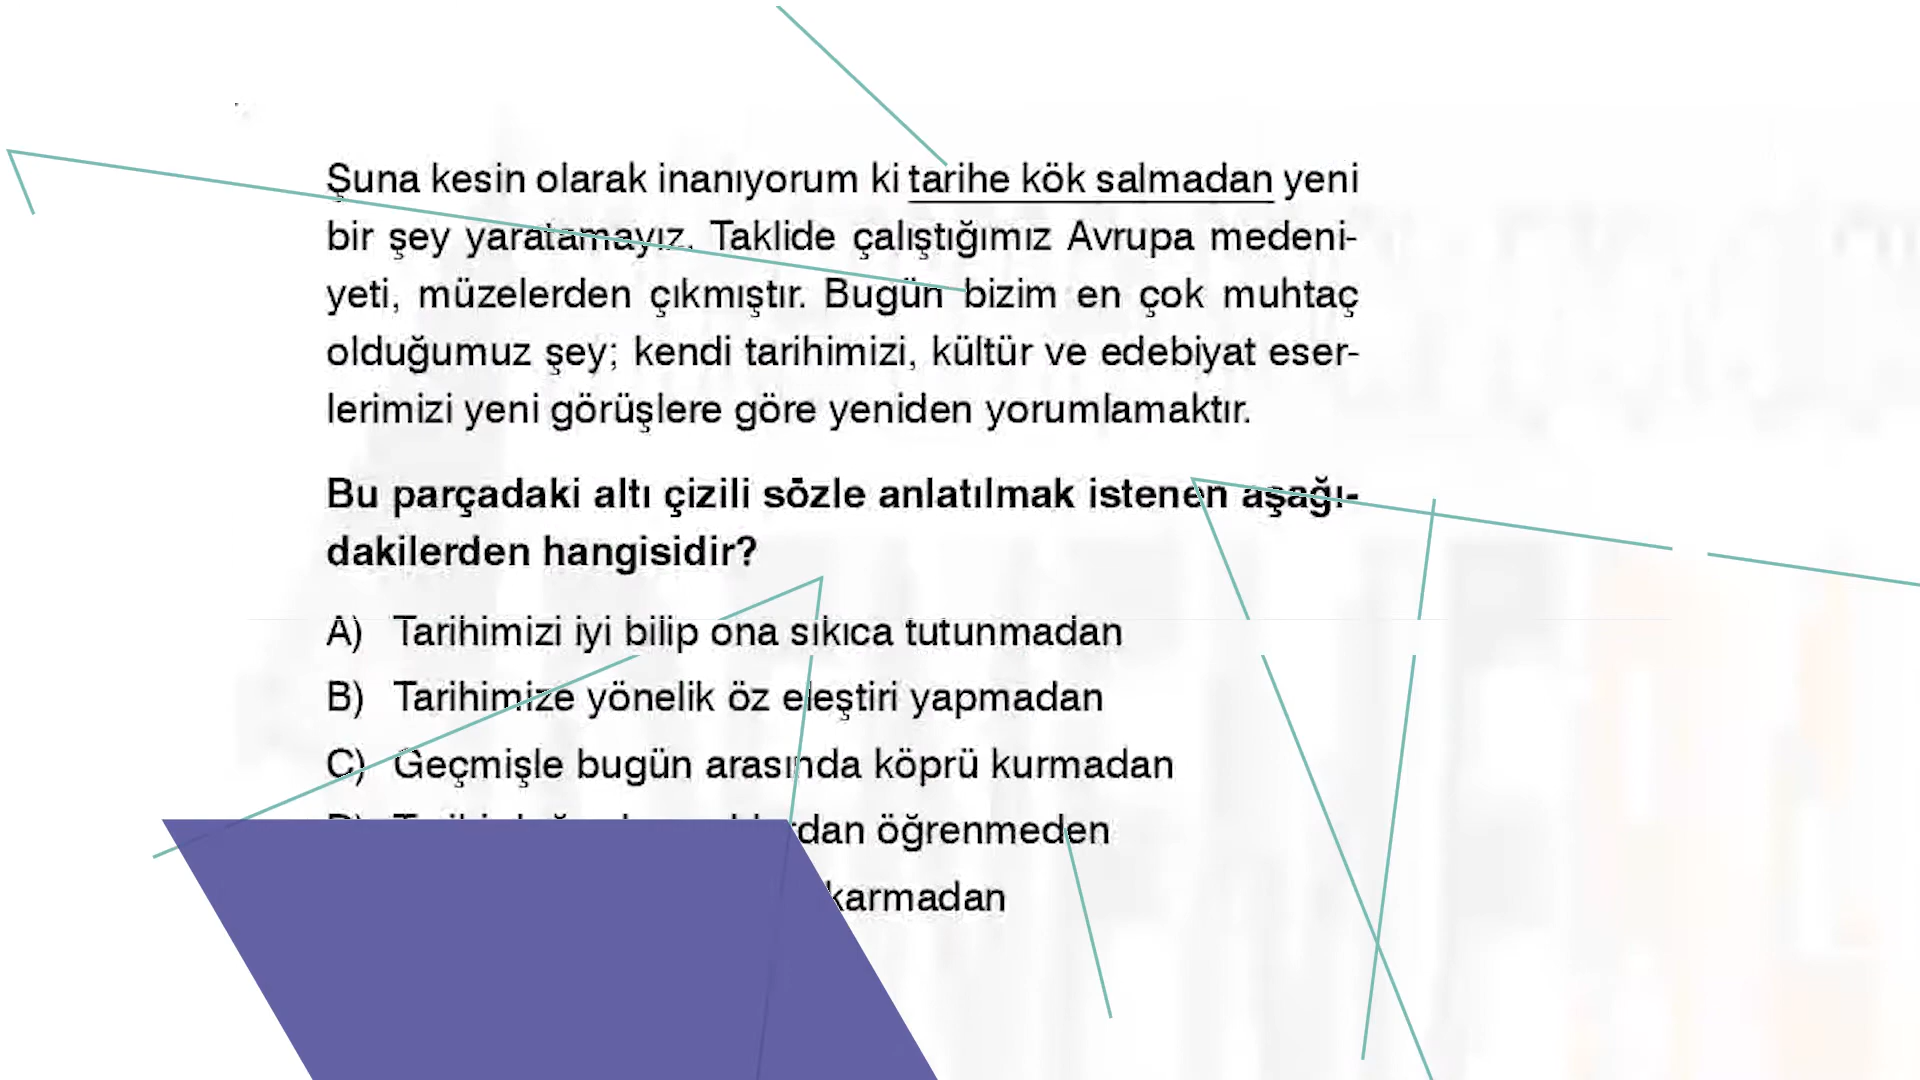 Şuna kesin olarak inanıyorum ki tarihe kök salmadan yeni
bir şey yaratamayız. Taklide çalıştığımız Avrupa medeni-
yeti, müzelerden çıkmıştır. Bugün bizim en çok muhtaç
olduğumuz şey; kendi tarihimizi, kültür ve edebiyat eser-
lerimizi yeni görüşlere göre yeniden yorumlamaktır.
Bu parçadaki altı çizili sözle anlatılmak istenen aşağı-
dakilerden hangisidir?
A) Tarihimizi iyi bilip ona sıkıca tutunmadan
B) Tarihimize yönelik öz eleştiri yapmadan
C) Geçmişle bugün arasında köprü kurmadan
öğrenmeden